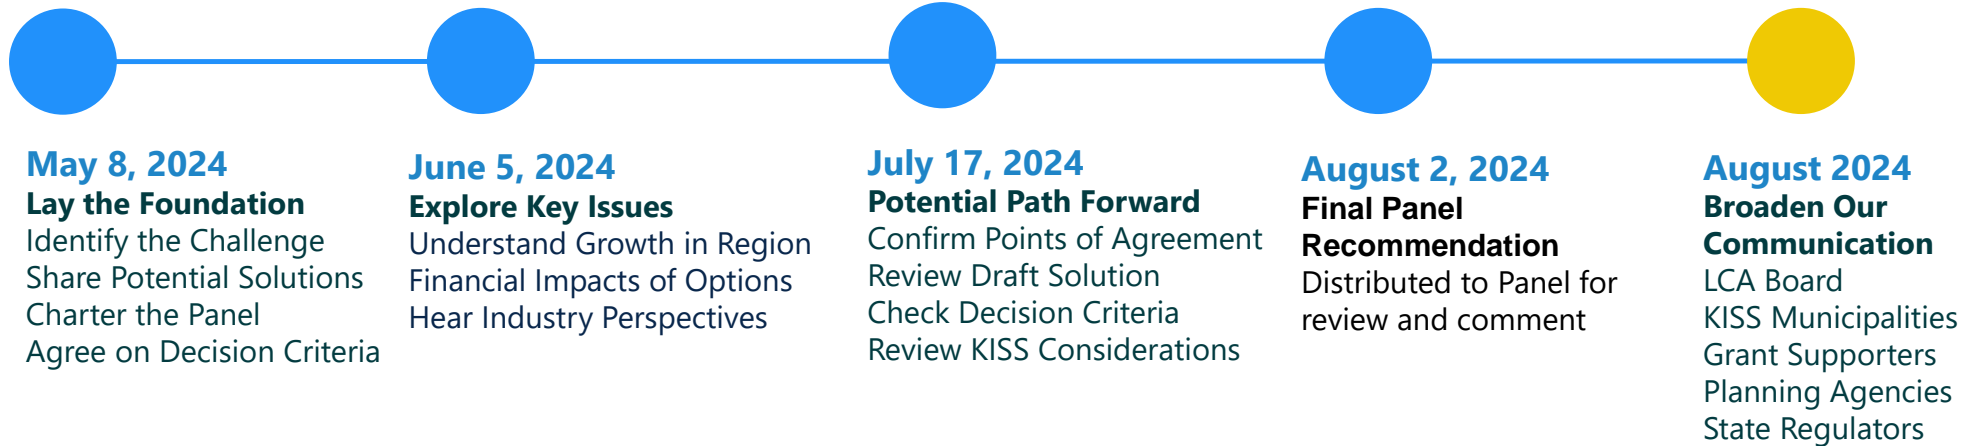 May 8, 2024
Lay the Foundation
Identify the Challenge
Share Potential Solutions
Charter the Panel
Agree on Decision Criteria
June 5, 2024
Explore Key Issues
Understand Growth in Region
Financial Impacts of Options
Hear Industry Perspectives
July 17, 2024
Potential Path Forward
Confirm Points of Agreement
Review Draft Solution
Check Decision Criteria
Review KISS Considerations
August 2, 2024
Final Panel
Recommendation
Distributed to Panel for
review and comment
August 2024
Broaden Our
Communication
LCA Board
KISS Municipalities
Grant Supporters
Planning Agencies
State Regulators